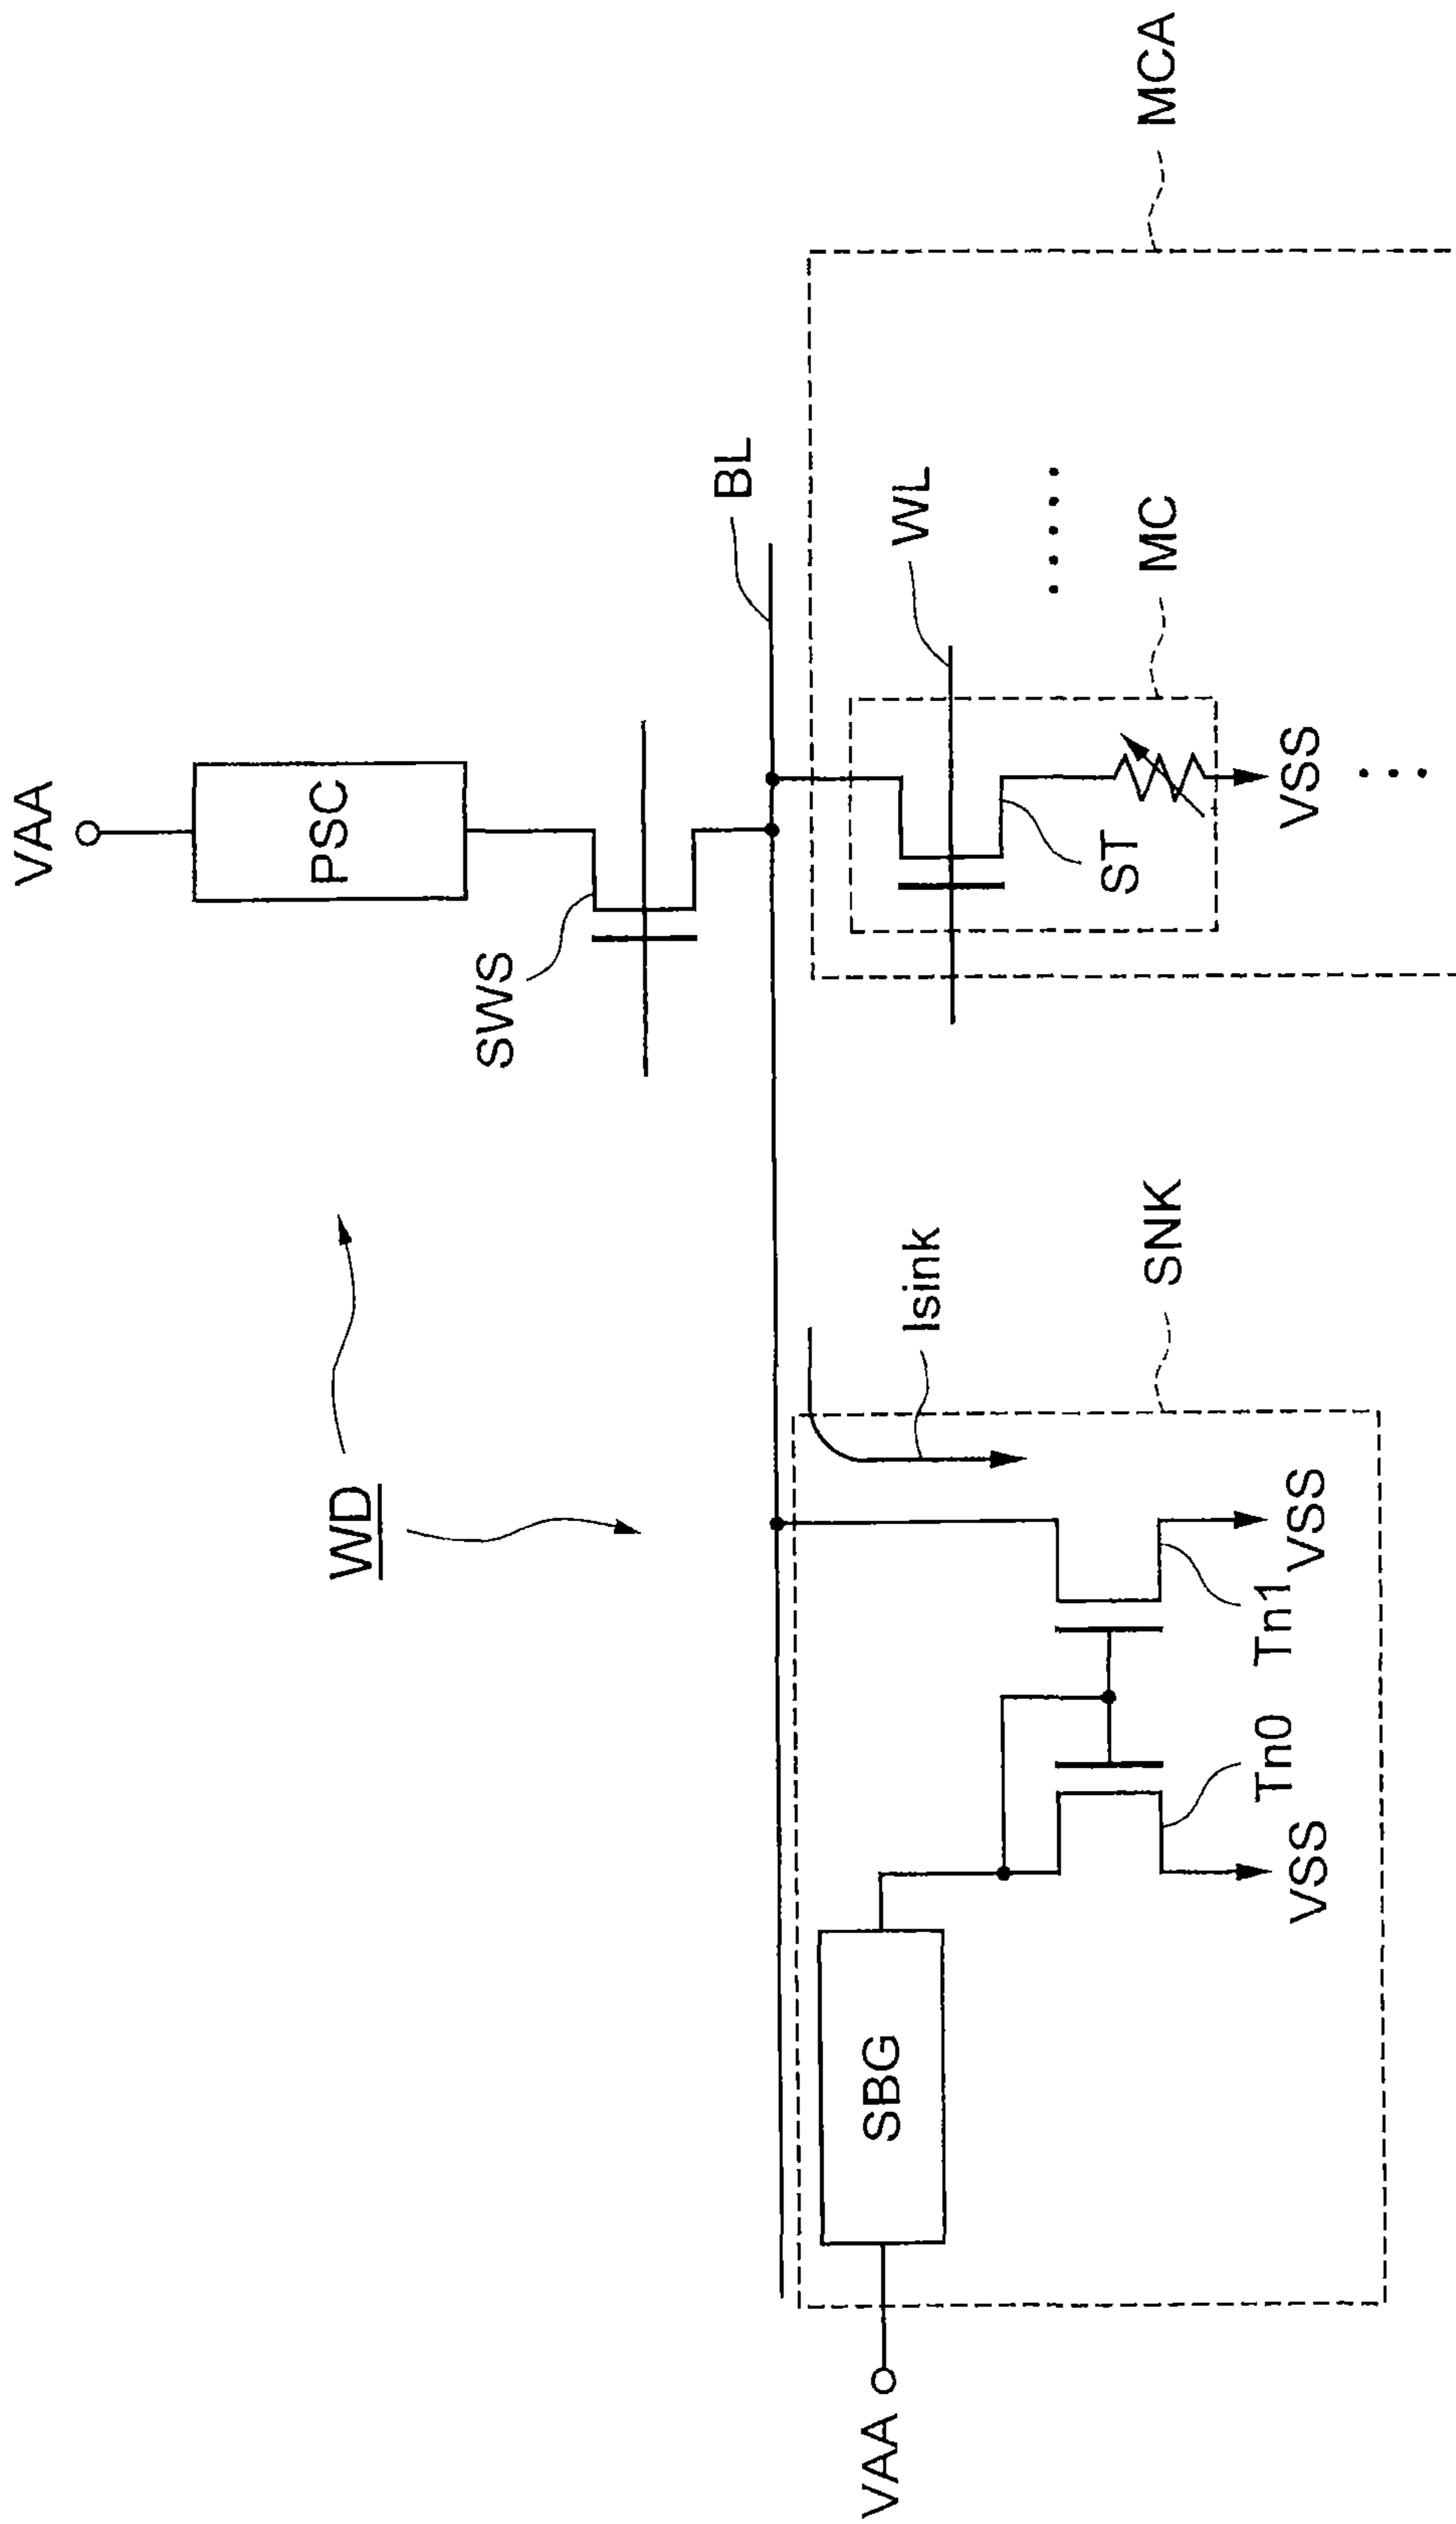 VAA
PSC
SWS
BL
WD
WL
MC
MCA
ST
VSS
Isink
SNK
SBG
VAA
Tn0
Tn1
VSS
VSS